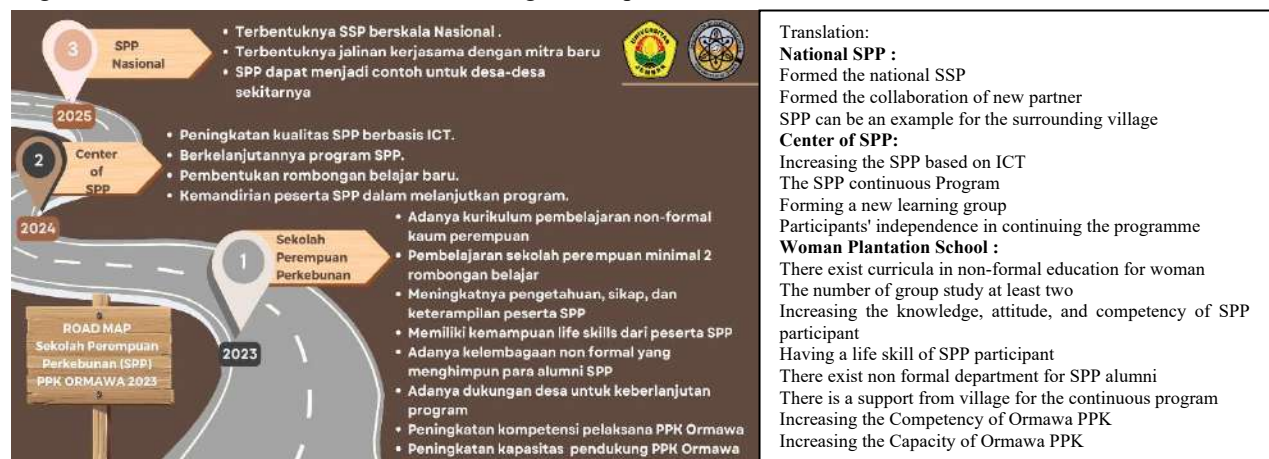 3
SPP
Nasional
• Terbentuknya SSP berskala Nasional .
• Terbentuknya jalinan kerjasama dengan mitra baru
• SPP dapat menjadi contoh untuk desa-desa
sekitarnya
UNIVERSITAS
JEMBER
2025
2
Center
of
SPP
• Peningkatan kualitas SPP berbasis ICT.
• Berkelanjutannya program SPP.
• Pembentukan rombongan belajar baru.
• Kemandirian peserta SPP dalam melanjutkan program.
2024
1
Sekolah
Perempuan
Perkebunan
• Adanya kurikulum pembelajaran non-formal
kaum perempuan
• Pembelajaran sekolah perempuan minimal 2
rombongan belajar
• Meningkatnya pengetahuan, sikap, dan
keterampilan peserta SPP
• Memiliki kemampuan life skills dari peserta SPP
• Adanya kelembagaan non formal yang
menghimpun para alumni SPP
• Adanya dukungan desa untuk keberlanjutan
program
• Peningkatan kompetensi pelaksana PPK Ormawa
• Peningkatan kapasitas pendukung PPK Ormawa
2023
ROAD MAP
Sekolah Perempuan
Perkebunan (SPP)
PPK ORMAWA 2023
Translation:
National SPP :
Formed the national SSP
Formed the collaboration of new partner
SPP can be an example for the surrounding village
Center of SPP:
Increasing the SPP based on ICT
The SPP continuous Program
Forming a new learning group
Participants' independence in continuing the programme
Woman Plantation School :
There exist curricula in non-formal education for woman
The number of group study at least two
Increasing the knowledge, attitude, and competency of SPP
participant
Having a life skill of SPP participant
There exist non formal department for SPP alumni
There is a support from village for the continuous program
Increasing the Competency of Ormawa PPK
Increasing the Capacity of Ormawa PPK